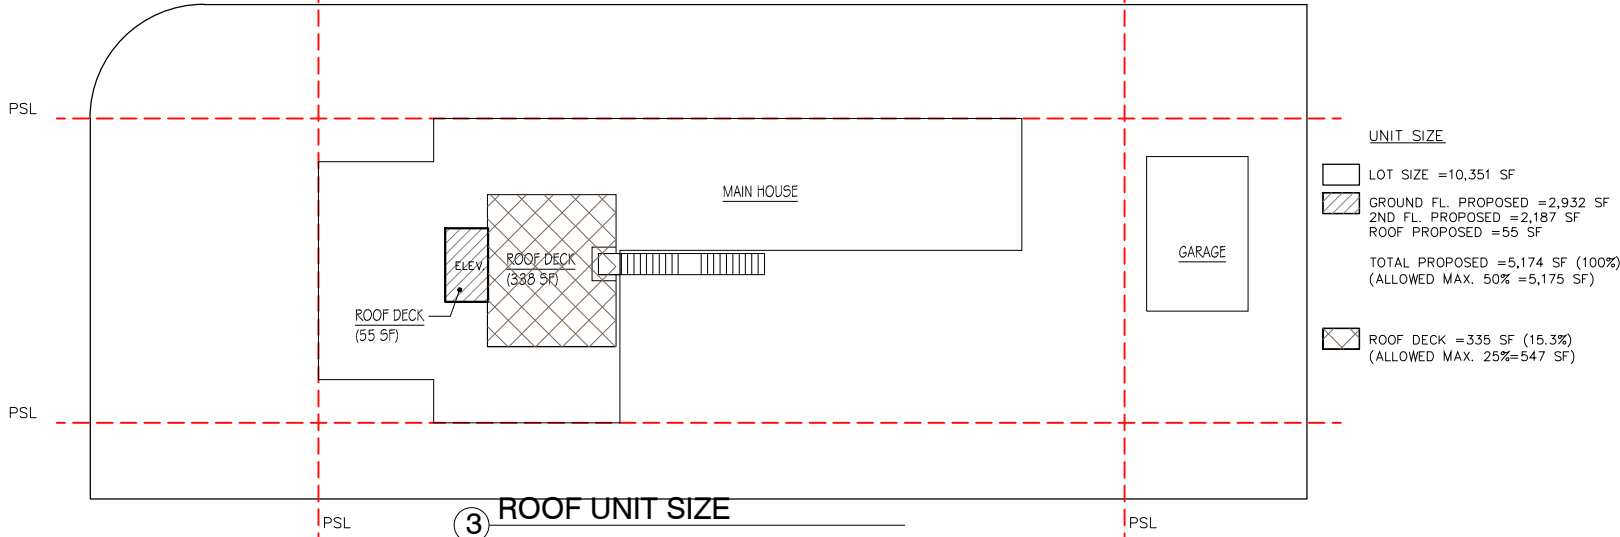 PSL
UNIT SIZE
LOT SIZE =10,351 SF
MAIN HOUSE
GROUND FL. PROPOSED =2,932 SF
2ND FL. PROPOSED =2,187 SF
ROOF PROPOSED =55 SF
GARAGE
ELEV.
ROOF DECK
(338 SF)
TOTAL PROPOSED =5,174 SF (100%)
(ALLOWED MAX. 50% =5,175 SF)
ROOF DECK
(55 SF)
ROOF DECK =335 SF (15.3%)
(ALLOWED MAX. 25%=547 SF)
PSL
3 ROOF UNIT SIZE
PSL
PSL